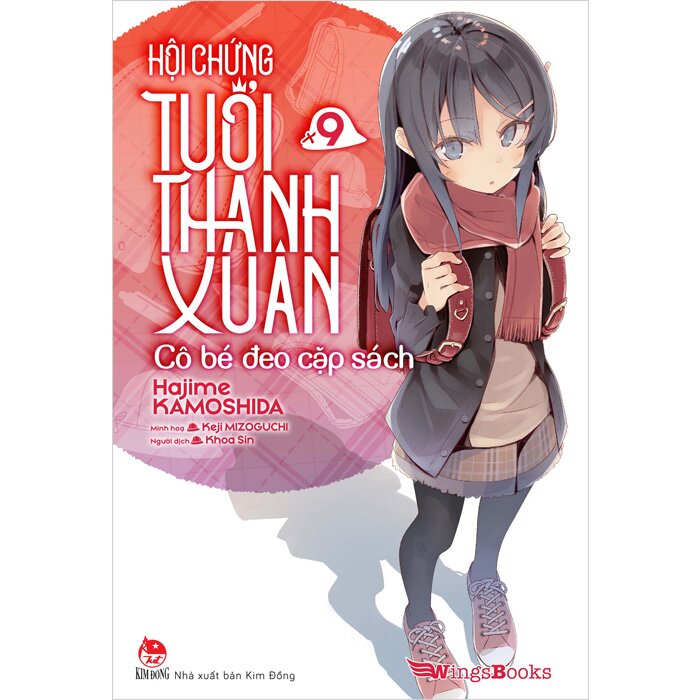 HỘI CHỨNG
TUỔI
THANH
XUÂN
×9
Cô bé đeo cặp sách
Hajime
KAMOSHIDA
Minh hoạ Keji MIZOGUCHI
Người dịch Khoa Sin
KIM ĐỒNG
Nhà xuất bản Kim Đồng
WingsBooks